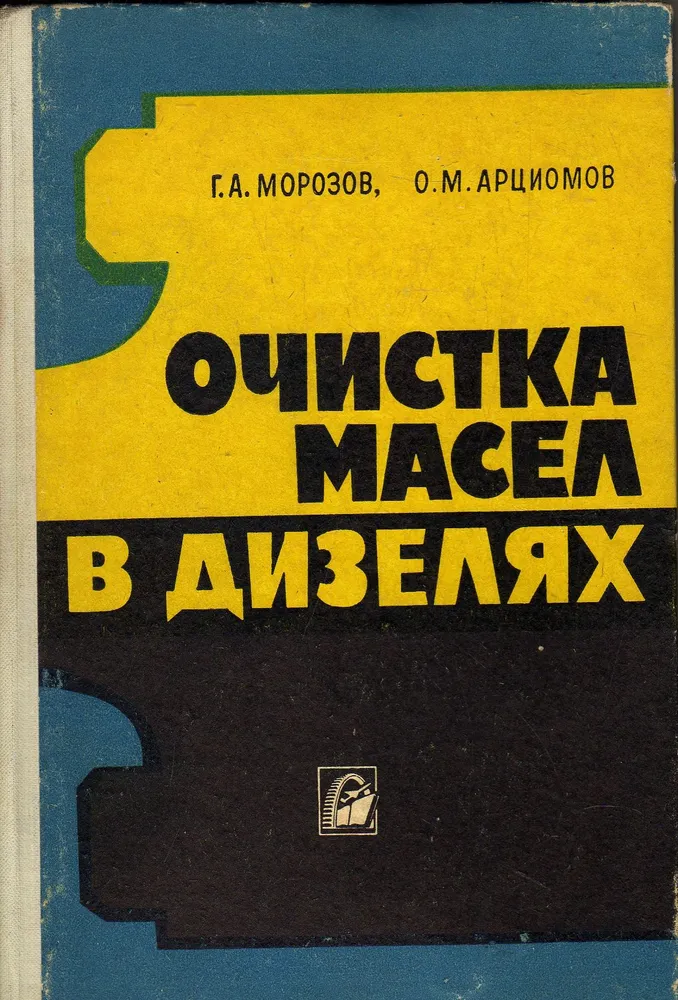 Г.А. МОРОЗОВ, О.М. АРЦИОМОВ
ОЧИСТКА
МАСЕЛ
В ДИЗЕЛЯХ